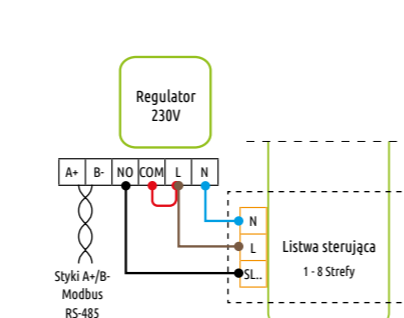 Regulator
230V
A+ B- NO COM L N
N
L
SL..
Listwa sterująca
1 - 8 Strefy
Styki A+/B-
Modbus
RS-485